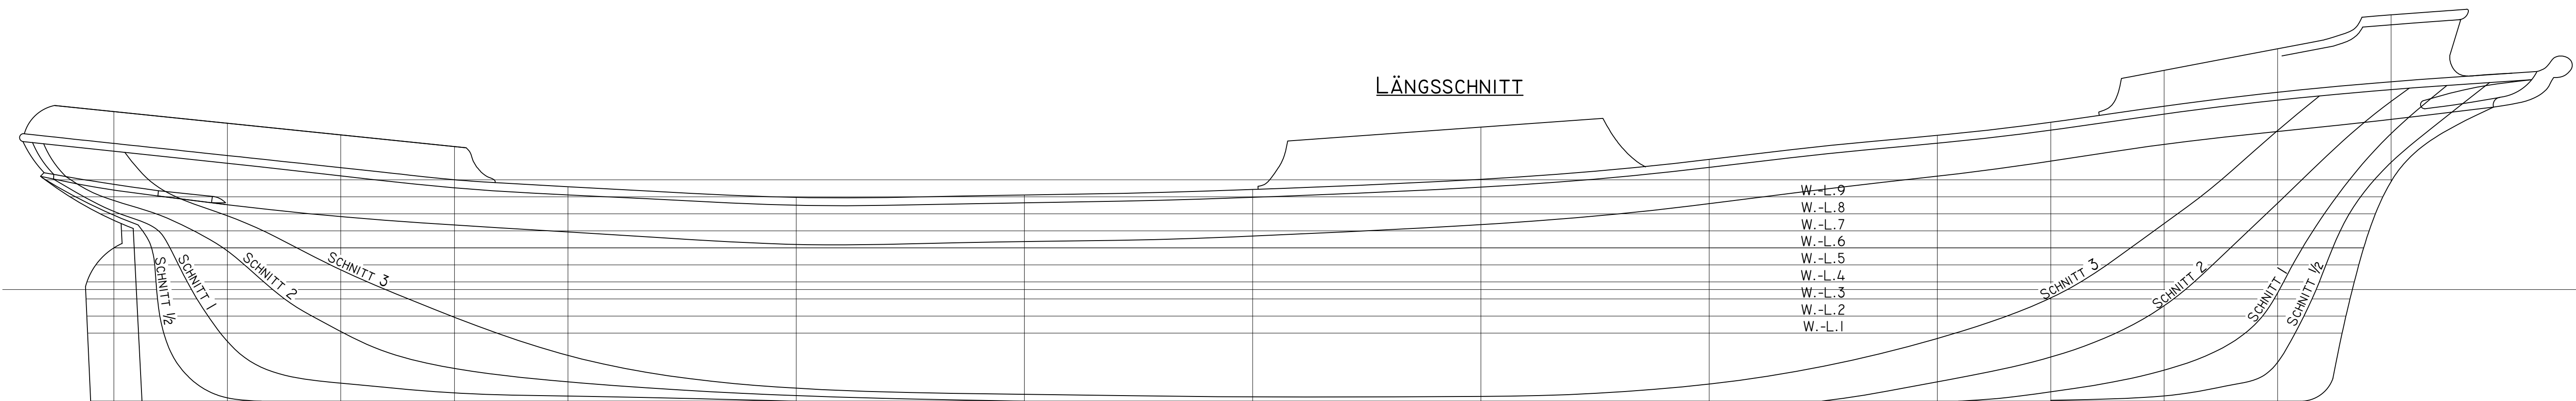 LÄNGSSCHNITT
W.-L.9
W.-L.8
W.-L.7
W.-L.6
W.-L.5
W.-L.4
W.-L.3
W.-L.2
W.-L.1
SCHNITT ½
SCHNITT 1
SCHNITT 2
SCHNITT 3
SCHNITT 3
SCHNITT 2
SCHNITT 1
SCHNITT ½